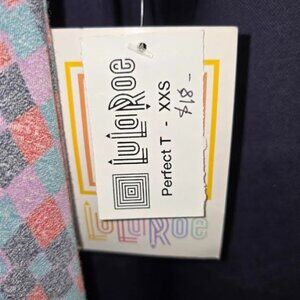 LuLaRoe
Perfect T - XXS
$18-
LuLaRoe